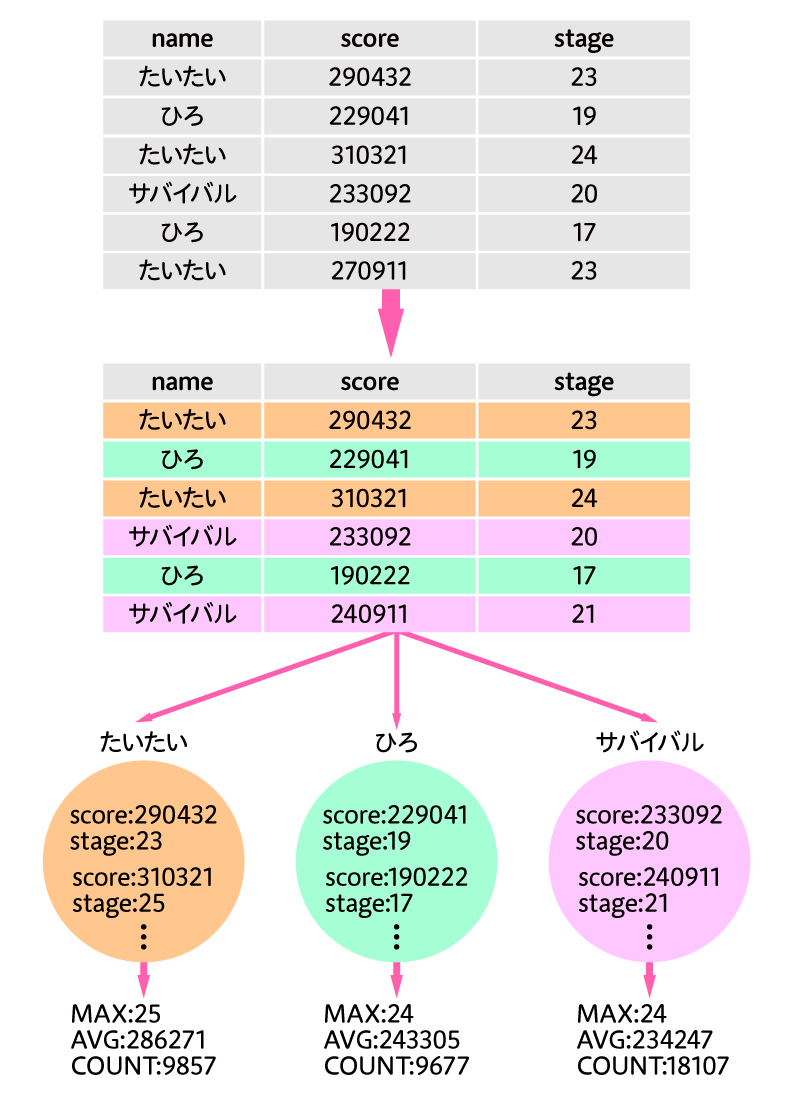 name score stage
たいたい 290432 23
ひろ 229041 19
たいたい 310321 24
サバイバル 233092 20
ひろ 190222 17
たいたい 270911 23
name score stage
たいたい 290432 23
ひろ 229041 19
たいたい 310321 24
サバイバル 233092 20
ひろ 190222 17
サバイバル 240911 21
たいたい
score:290432
stage:23
score:310321
stage:25
⋮
MAX:25
AVG:286271
COUNT:9857
ひろ
score:229041
stage:19
score:190222
stage:17
⋮
MAX:24
AVG:243305
COUNT:9677
サバイバル
score:233092
stage:20
score:240911
stage:21
⋮
MAX:24
AVG:234247
COUNT:18107